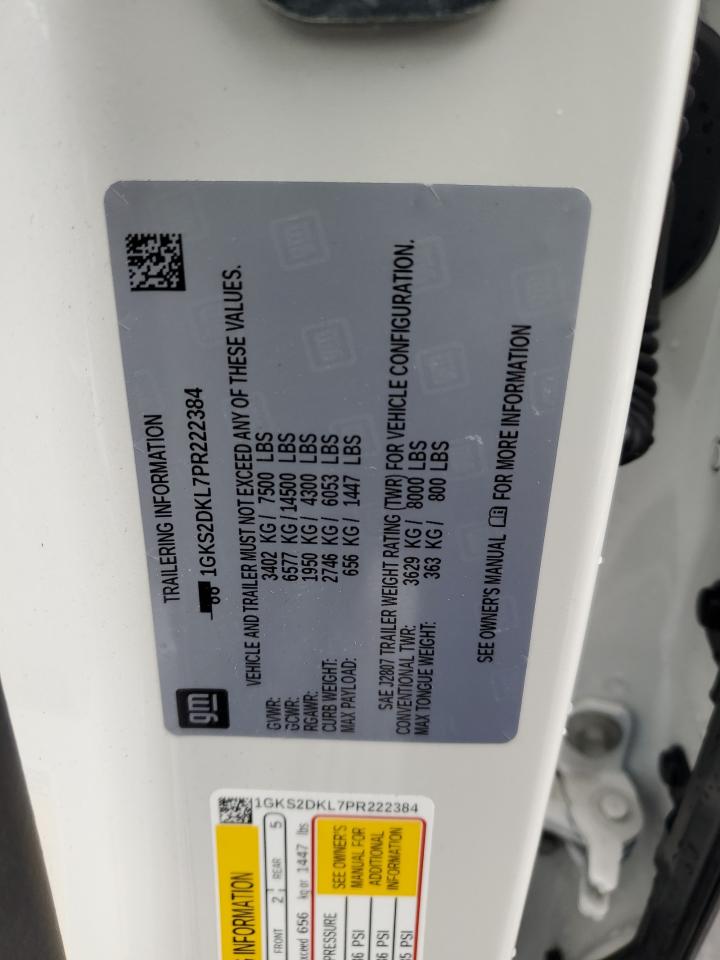 TRAILERING INFORMATION
1GKS2DKL7PR222384
gm
VEHICLE AND TRAILER MUST NOT EXCEED ANY OF THESE VALUES.
GVWR: 3402 KG / 7500 LBS
GCWR: 6577 KG / 14500 LBS
RGAWR: 1950 KG / 4300 LBS
CURB WEIGHT: 2746 KG / 6053 LBS
MAX PAYLOAD: 656 KG / 1447 LBS
SAE J2807 TRAILER WEIGHT RATING (TWR) FOR VEHICLE CONFIGURATION.
CONVENTIONAL TWR: 3629 KG / 8000 LBS
MAX TONGUE WEIGHT: 363 KG / 800 LBS
SEE OWNER'S MANUAL FOR MORE INFORMATION
1GKS2DKL7PR222384
INFORMATION
FRONT 2 REAR 5
exceed 656 kg or 1447 lbs
PRESSURE
SEE OWNER'S
MANUAL FOR
ADDITIONAL
INFORMATION
PSI
PSI
PSI